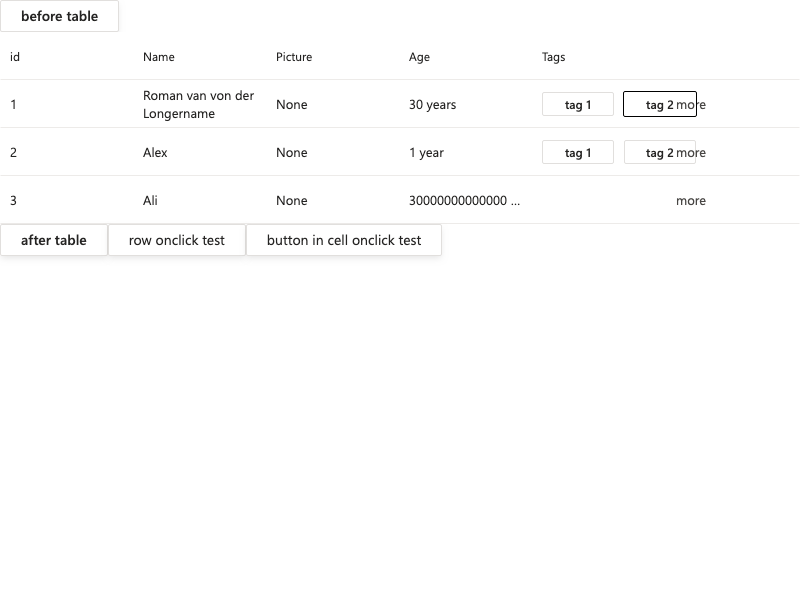 before table
id Name Picture Age Tags
1 Roman van von der Longername None 30 years tag 1 tag 2 more
2 Alex None 1 year tag 1 tag 2 more
3 Ali None 30000000000000 ... more
after table row onclick test button in cell onclick test